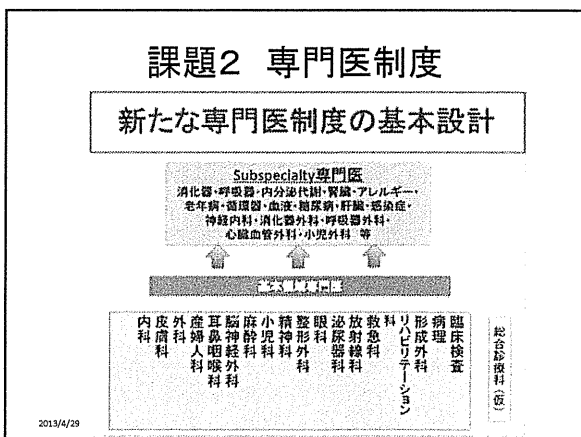 課題2 専門医制度
新たな専門医制度の基本設計
Subspecialty専門医
消化器・呼吸器・内分泌代謝・腎臓・アレルギー・
老年病・循環器・血液・糖尿病・肝臓・感染症・
神経内科・消化器外科・呼吸器外科・
心臓血管外科・小児外科 等
総合診療科(仮)
臨床検査
病理
形成外科
リハビリテーション
科
救急科
放射線科
泌尿器科
眼科
整形外科
精神科
小児科
麻酔科
脳神経外科
耳鼻咽喉科
産婦人科
外科
皮膚科
内科
2013/4/29